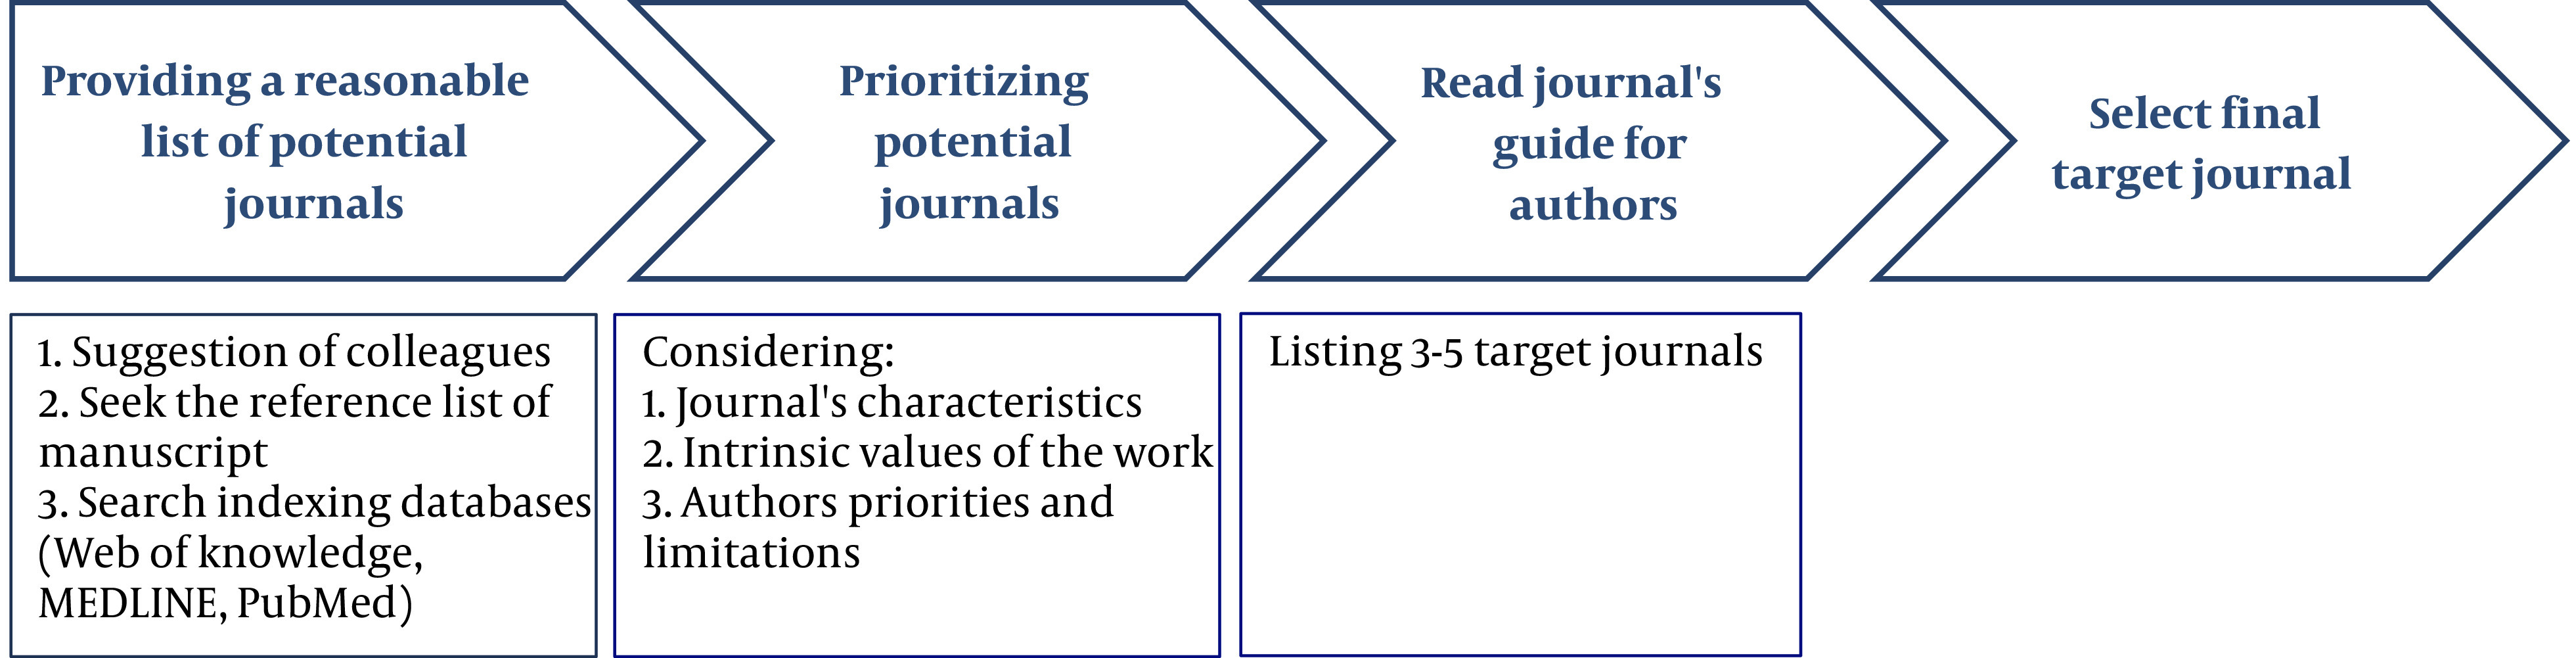 Providing a reasonable
list of potential
journals
Prioritizing
potential
journals
Read journal's
guide for
authors
Select final
target journal
1. Suggestion of colleagues
2. Seek the reference list of
manuscript
3. Search indexing databases
(Web of knowledge,
MEDLINE, PubMed)
Considering:
1. Journal's characteristics
2. Intrinsic values of the work
3. Authors priorities and
limitations
Listing 3-5 target journals